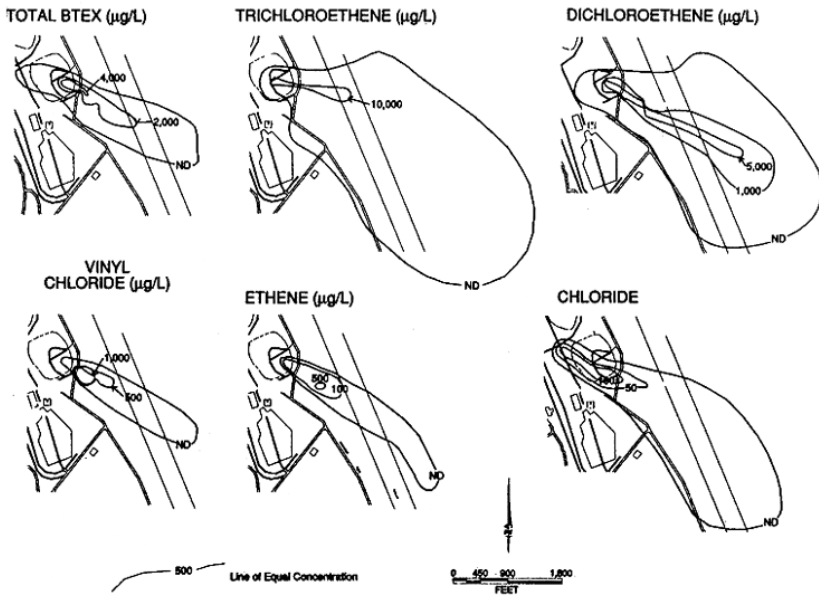 TOTAL BTEX (µg/L)
TRICHLOROETHENE (µg/L)
DICHLOROETHENE (µg/L)
4,000
2,000
ND
10,000
ND
5,000
1,000
ND
VINYL
CHLORIDE (µg/L)
ETHENE (µg/L)
CHLORIDE
1,000
500
ND
500
100
ND
50
ND
500
Line of Equal Concentration
0 450 900 1,800
FEET